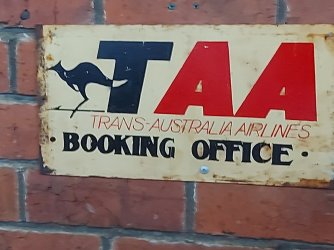 TAA
TRANS-AUSTRALIA AIRLINES
BOOKING OFFICE